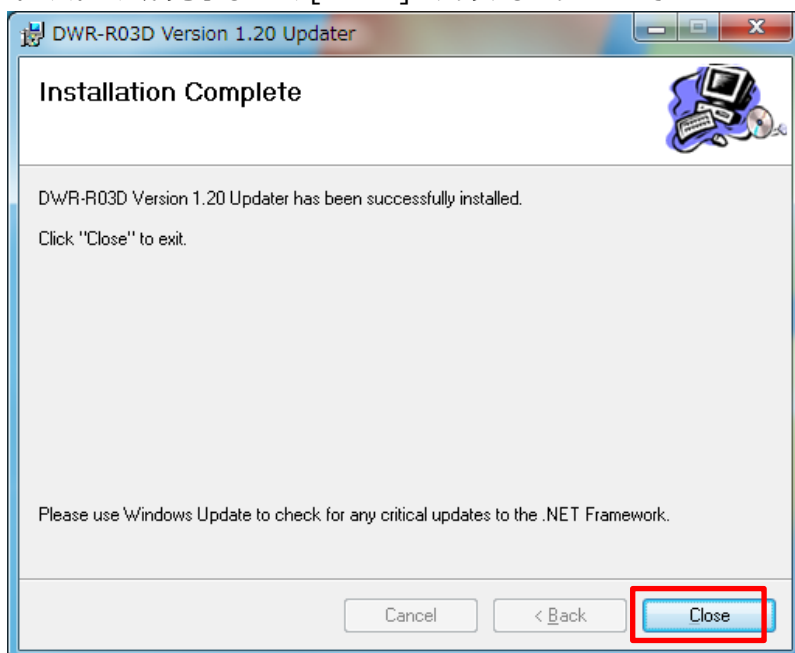 DWR-R03D Version 1.20 Updater
Installation Complete
DWR-R03D Version 1.20 Updater has been successfully installed.
Click "Close" to exit.
Please use Windows Update to check for any critical updates to the .NET Framework.
Cancel
< Back
Close